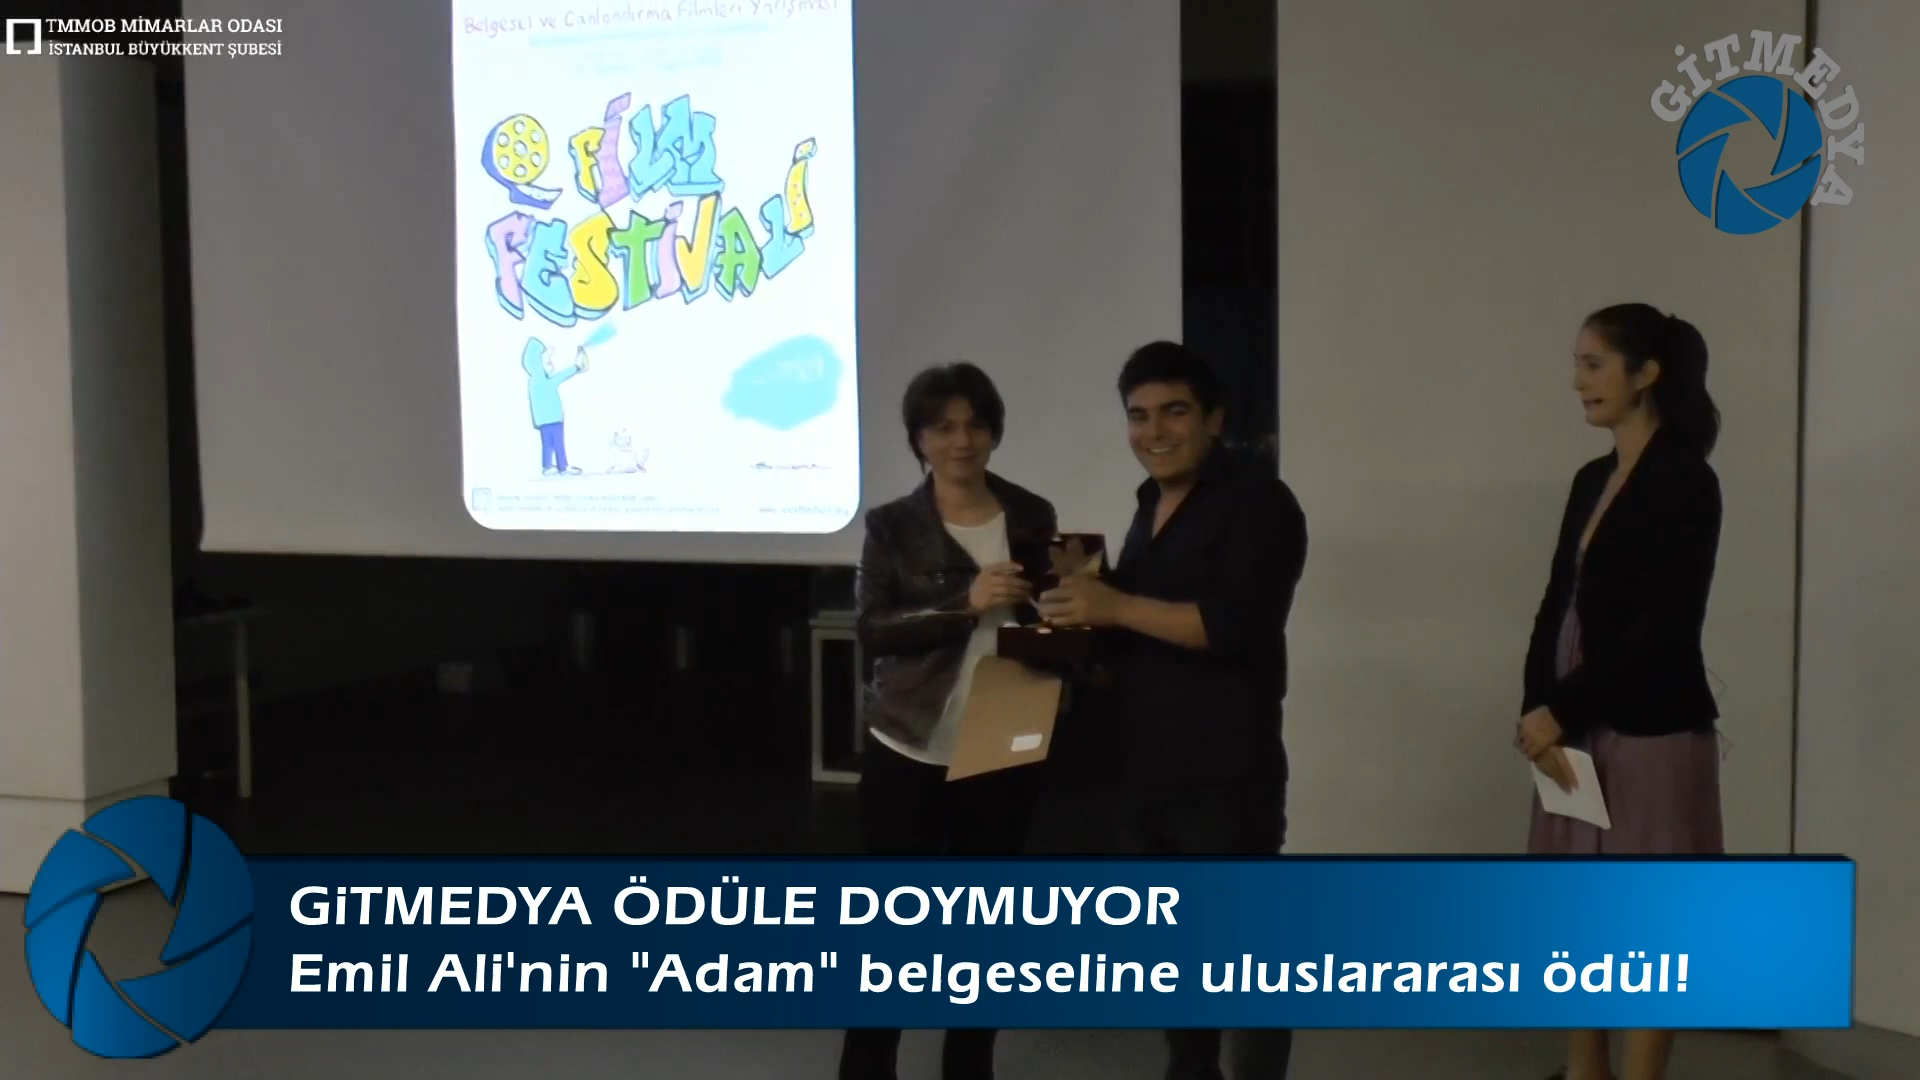 TMMOB MİMARLAR ODASI
İSTANBUL BÜYÜKKENT ŞUBESİ
GİTMEDYA
Belgesel ve Canlandırma Filmleri Yarışması
FİLM
FESTİVALİ
GiTMEDYA ÖDÜLE DOYMUYOR
Emil Ali'nin "Adam" belgeseline uluslararası ödül!